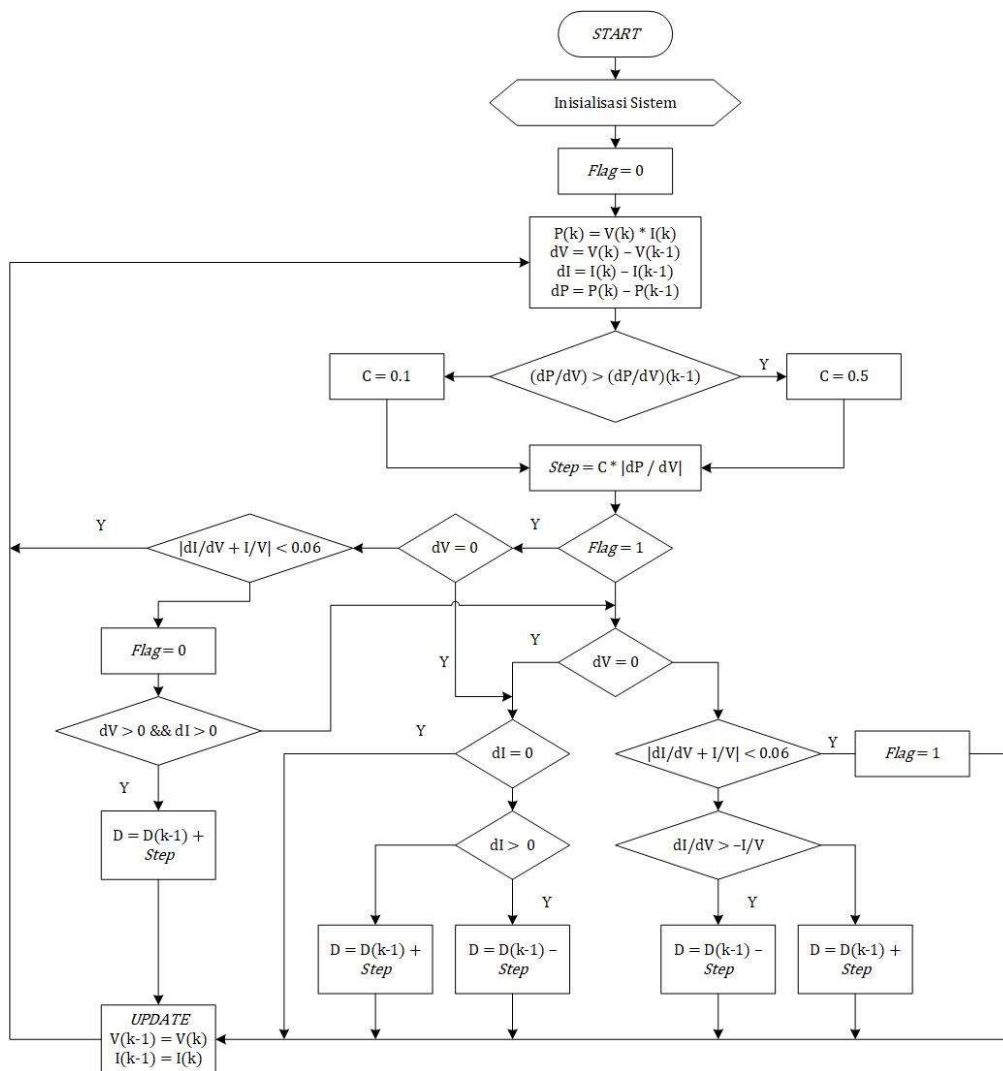 START
Inisialisasi Sistem
Flag = 0
P(k) = V(k) * I(k)
dV = V(k) – V(k-1)
dI = I(k) – I(k-1)
dP = P(k) – P(k-1)
C = 0.1
(dP/dV) > (dP/dV)(k-1)
Y
C = 0.5
Step = C * |dP / dV|
Y
|dI/dV + I/V| < 0.06
dV = 0
Y
Flag = 1
Flag = 0
Y
Y
dV = 0
dV > 0 && dI > 0
Y
dI = 0
|dI/dV + I/V| < 0.06
Y
Flag = 1
Y
D = D(k-1) +
Step
dI > 0
dI/dV > –I/V
Y
Y
D = D(k-1) +
Step
D = D(k-1) –
Step
D = D(k-1) –
Step
D = D(k-1) +
Step
UPDATE
V(k-1) = V(k)
I(k-1) = I(k)